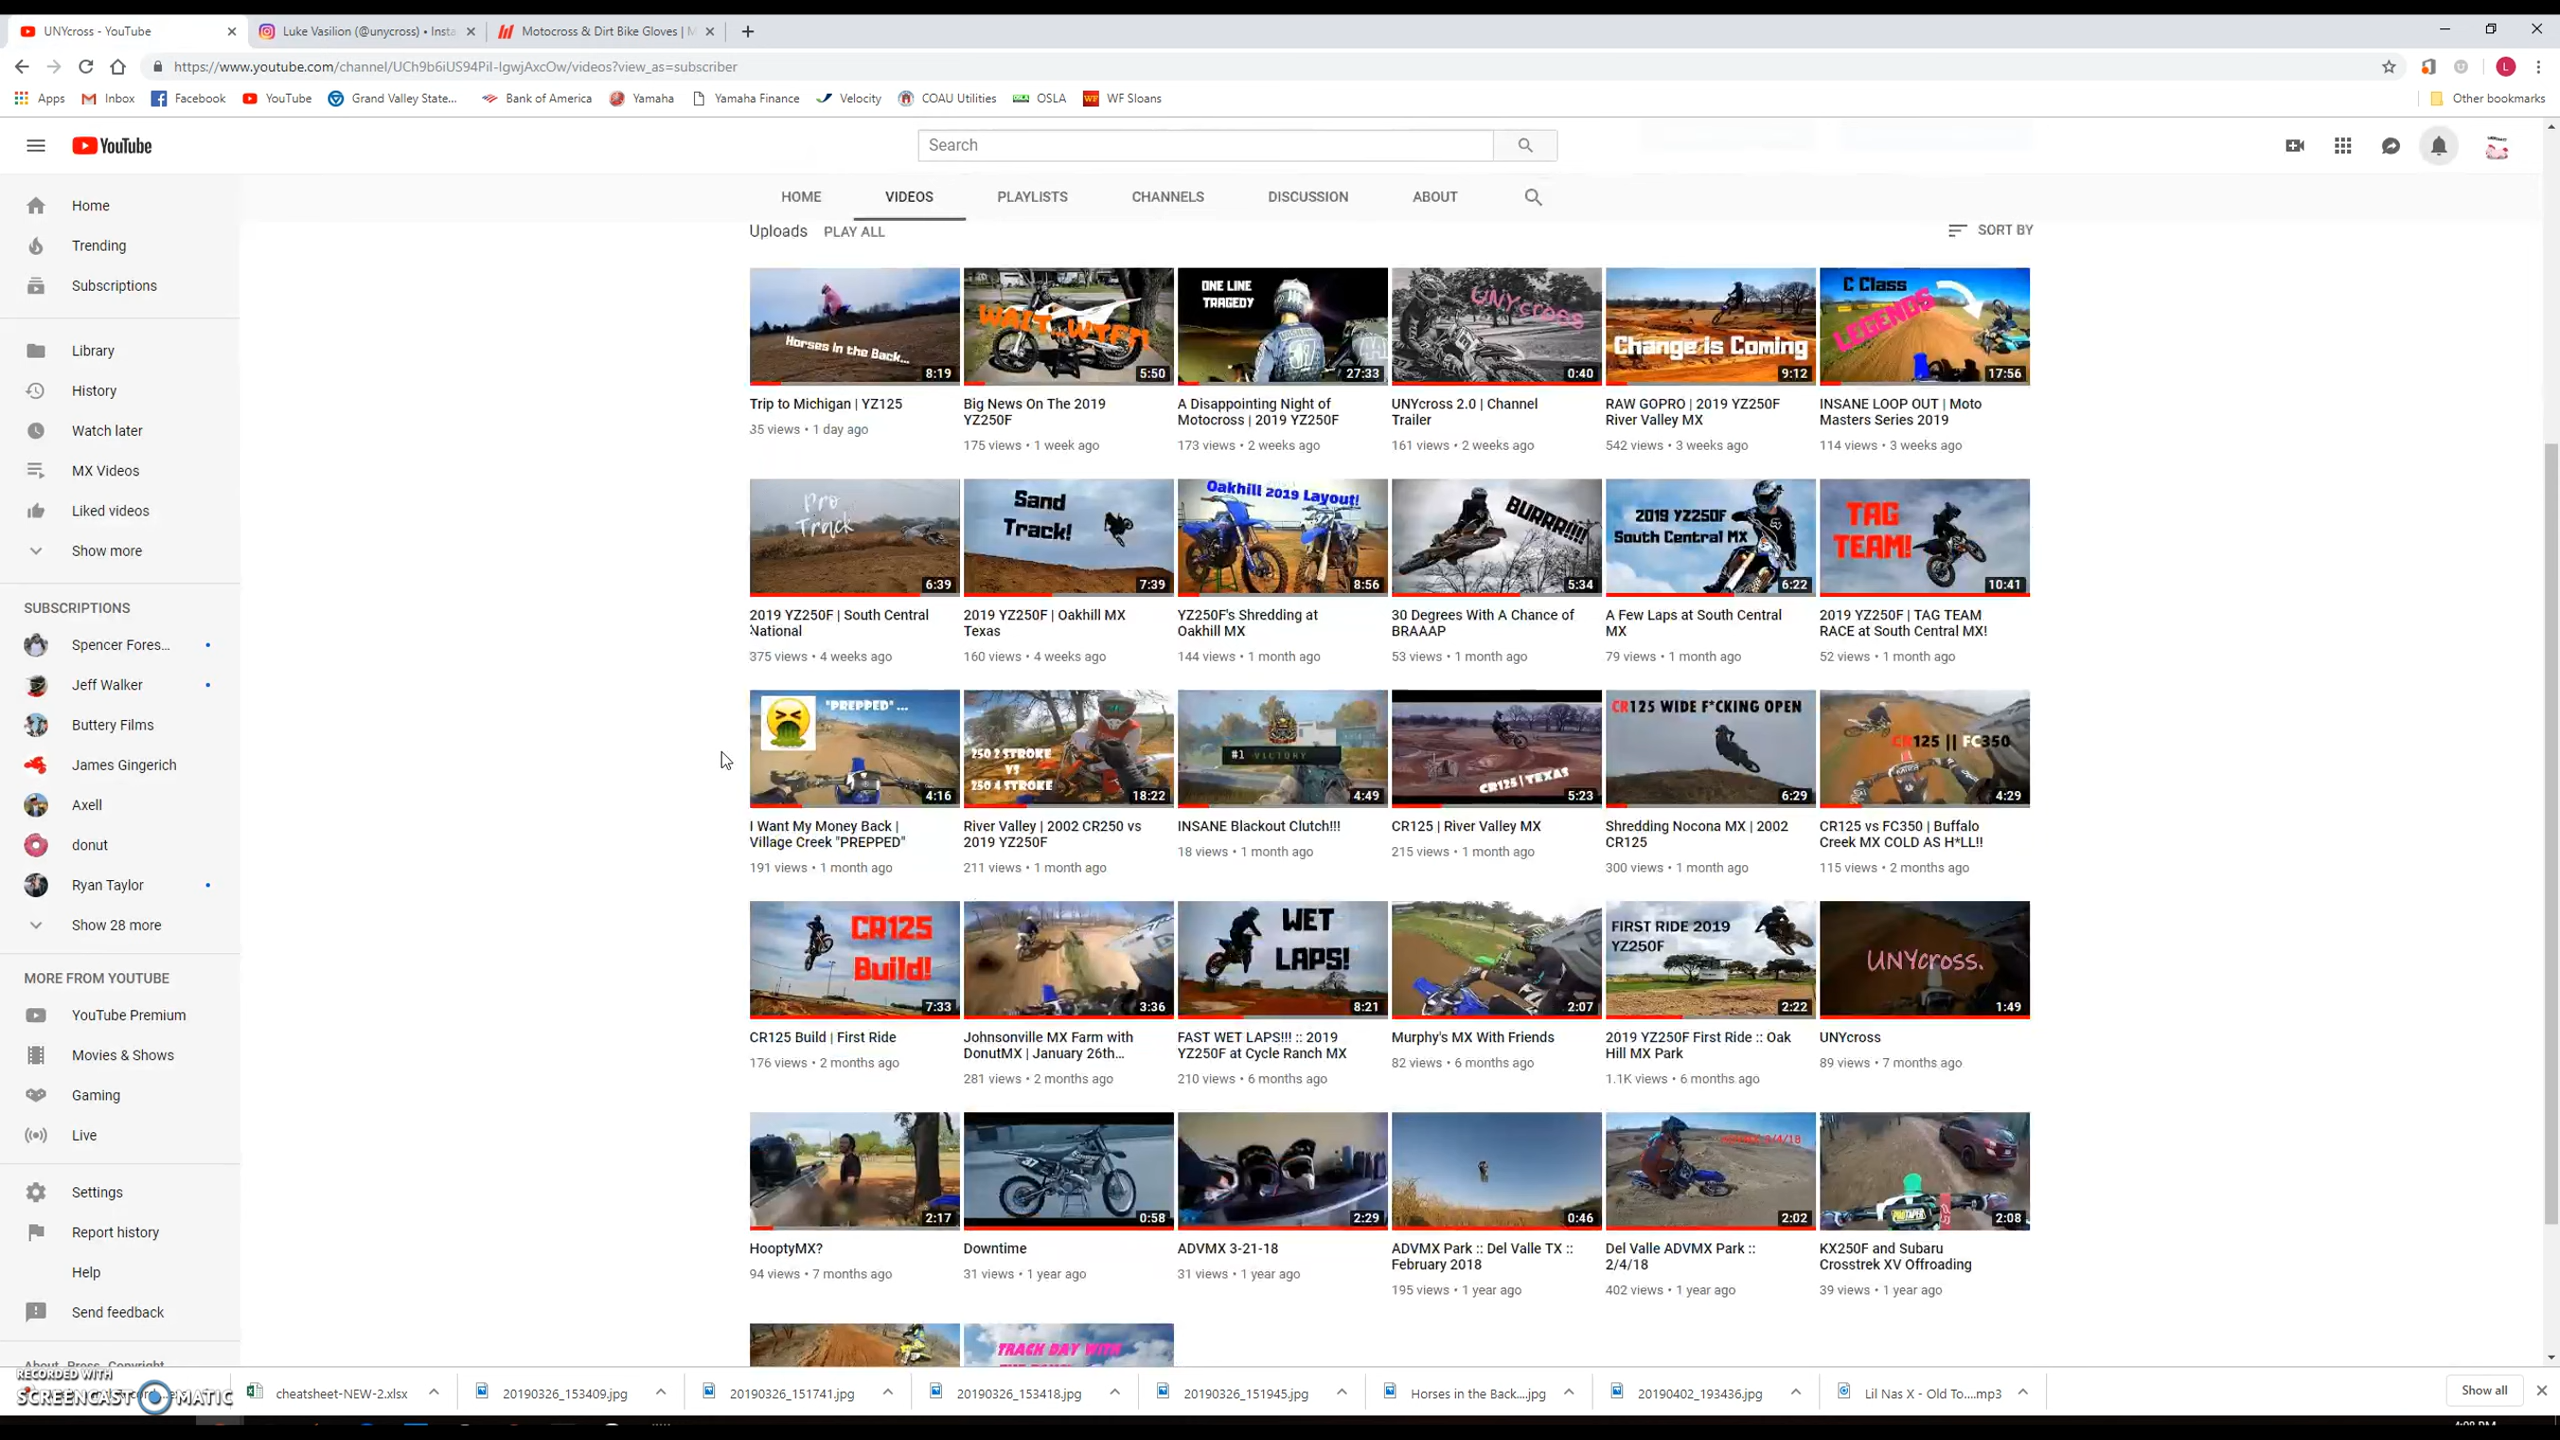 UNYcross - YouTube
Luke Vasilion (@unycross) • Insta
Motocross & Dirt Bike Gloves | M
https://www.youtube.com/channel/UCh9b6iUS94PiI-IgwjAxcOw/videos?view_as=subscriber
L
Apps
Inbox
Facebook
YouTube
Grand Valley State...
Bank of America
Yamaha
Yamaha Finance
Velocity
COAU Utilities
OSLA
WF Sloans
Other bookmarks
YouTube
Search
HOME
VIDEOS
PLAYLISTS
CHANNELS
DISCUSSION
ABOUT
Home
Trending
Subscriptions
Library
History
Watch later
MX Videos
Liked videos
Show more
SUBSCRIPTIONS
Spencer Fores...
Jeff Walker
Buttery Films
James Gingerich
Axell
donut
Ryan Taylor
Show 28 more
MORE FROM YOUTUBE
YouTube Premium
Movies & Shows
Gaming
Live
Settings
Report history
Help
Send feedback
About Press Copyright
Uploads PLAY ALL
SORT BY
Horses in the Back...
8:19
Trip to Michigan | YZ125
35 views • 1 day ago
WAIT...WTF?!
5:50
Big News On The 2019
YZ250F
175 views • 1 week ago
ONE LINE
TRAGEDY
27:33
A Disappointing Night of
Motocross | 2019 YZ250F
173 views • 2 weeks ago
UNYcross
0:40
UNYcross 2.0 | Channel
Trailer
161 views • 2 weeks ago
Change is Coming
9:12
RAW GOPRO | 2019 YZ250F
River Valley MX
542 views • 3 weeks ago
C Class
LEGENDS
17:56
INSANE LOOP OUT | Moto
Masters Series 2019
114 views • 3 weeks ago
Pro
Track
6:39
2019 YZ250F | South Central
National
375 views • 4 weeks ago
Sand
Track!
7:39
2019 YZ250F | Oakhill MX
Texas
160 views • 4 weeks ago
Oakhill 2019 Layout!
8:56
YZ250F's Shredding at
Oakhill MX
144 views • 1 month ago
BURRR!!!!
5:34
30 Degrees With A Chance of
BRAAAP
53 views • 1 month ago
2019 YZ250F
South Central MX
6:22
A Few Laps at South Central
MX
79 views • 1 month ago
TAG
TEAM!
10:41
2019 YZ250F | TAG TEAM
RACE at South Central MX!
52 views • 1 month ago
"PREPPED" ...
4:16
I Want My Money Back |
Village Creek "PREPPED"
191 views • 1 month ago
250 2 STROKE
VS
250 4 STROKE
18:22
River Valley | 2002 CR250 vs
2019 YZ250F
211 views • 1 month ago
#1 VICTORY
4:49
INSANE Blackout Clutch!!!
18 views • 1 month ago
CR125 | TEXAS
5:23
CR125 | River Valley MX
215 views • 1 month ago
CR125 WIDE F*CKING OPEN
6:29
Shredding Nocona MX | 2002
CR125
300 views • 1 month ago
CR125 || FC350
4:29
CR125 vs FC350 | Buffalo
Creek MX COLD AS H*LL!!
115 views • 2 months ago
CR125
Build!
7:33
CR125 Build | First Ride
176 views • 2 months ago
3:36
Johnsonville MX Farm with
DonutMX | January 26th...
281 views • 2 months ago
WET
LAPS!
8:21
FAST WET LAPS!!! :: 2019
YZ250F at Cycle Ranch MX
210 views • 6 months ago
2:07
Murphy's MX With Friends
82 views • 6 months ago
FIRST RIDE 2019
YZ250F
2:22
2019 YZ250F First Ride :: Oak
Hill MX Park
1.1K views • 6 months ago
UNYcross.
1:49
UNYcross
89 views • 7 months ago
2:17
HooptyMX?
94 views • 7 months ago
0:58
Downtime
31 views • 1 year ago
2:29
ADVMX 3-21-18
31 views • 1 year ago
0:46
ADVMX Park :: Del Valle TX ::
February 2018
195 views • 1 year ago
2:02
Del Valle ADVMX Park ::
2/4/18
402 views • 1 year ago
PROTAPER
2:08
KX250F and Subaru
Crosstrek XV Offroading
39 views • 1 year ago
TRACK DAY WITH
RECORDED WITH
SCREENCAST MATIC
cheatsheet-NEW-2.xlsx
20190326_153409.jpg
20190326_151741.jpg
20190326_153418.jpg
20190326_151945.jpg
Horses in the Back....jpg
20190402_193436.jpg
Lil Nas X - Old To....mp3
Show all